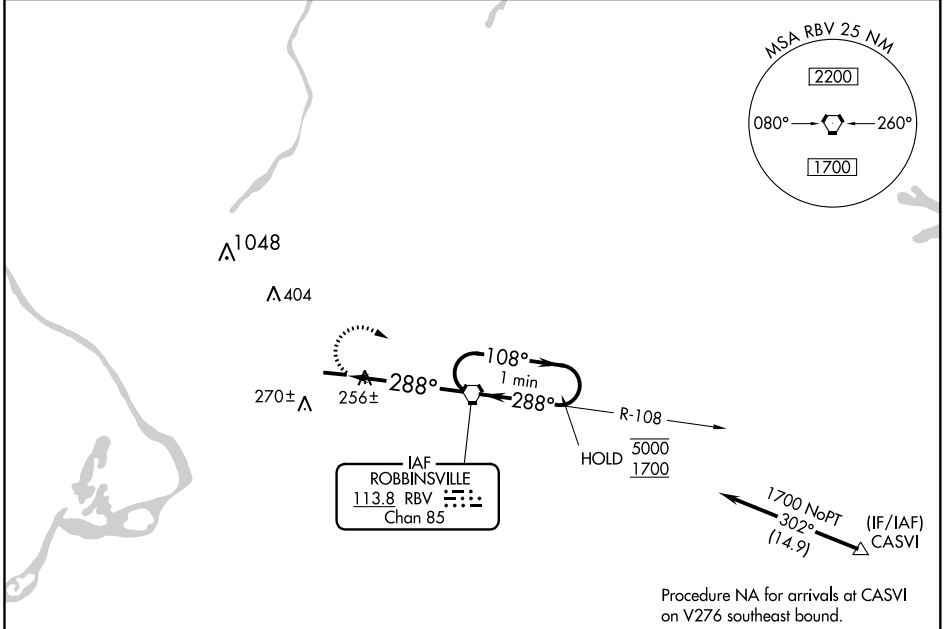 MSA RBV 25 NM
2200
080°
260°
1700
1048
404
108°
1 min
288°
288°
270±
256±
R-108
HOLD
5000
1700
IAF
ROBBINSVILLE
113.8 RBV
Chan 85
1700 NoPT
302°
(14.9)
(IF/IAF)
CASVI
Procedure NA for arrivals at CASVI
on V276 southeast bound.